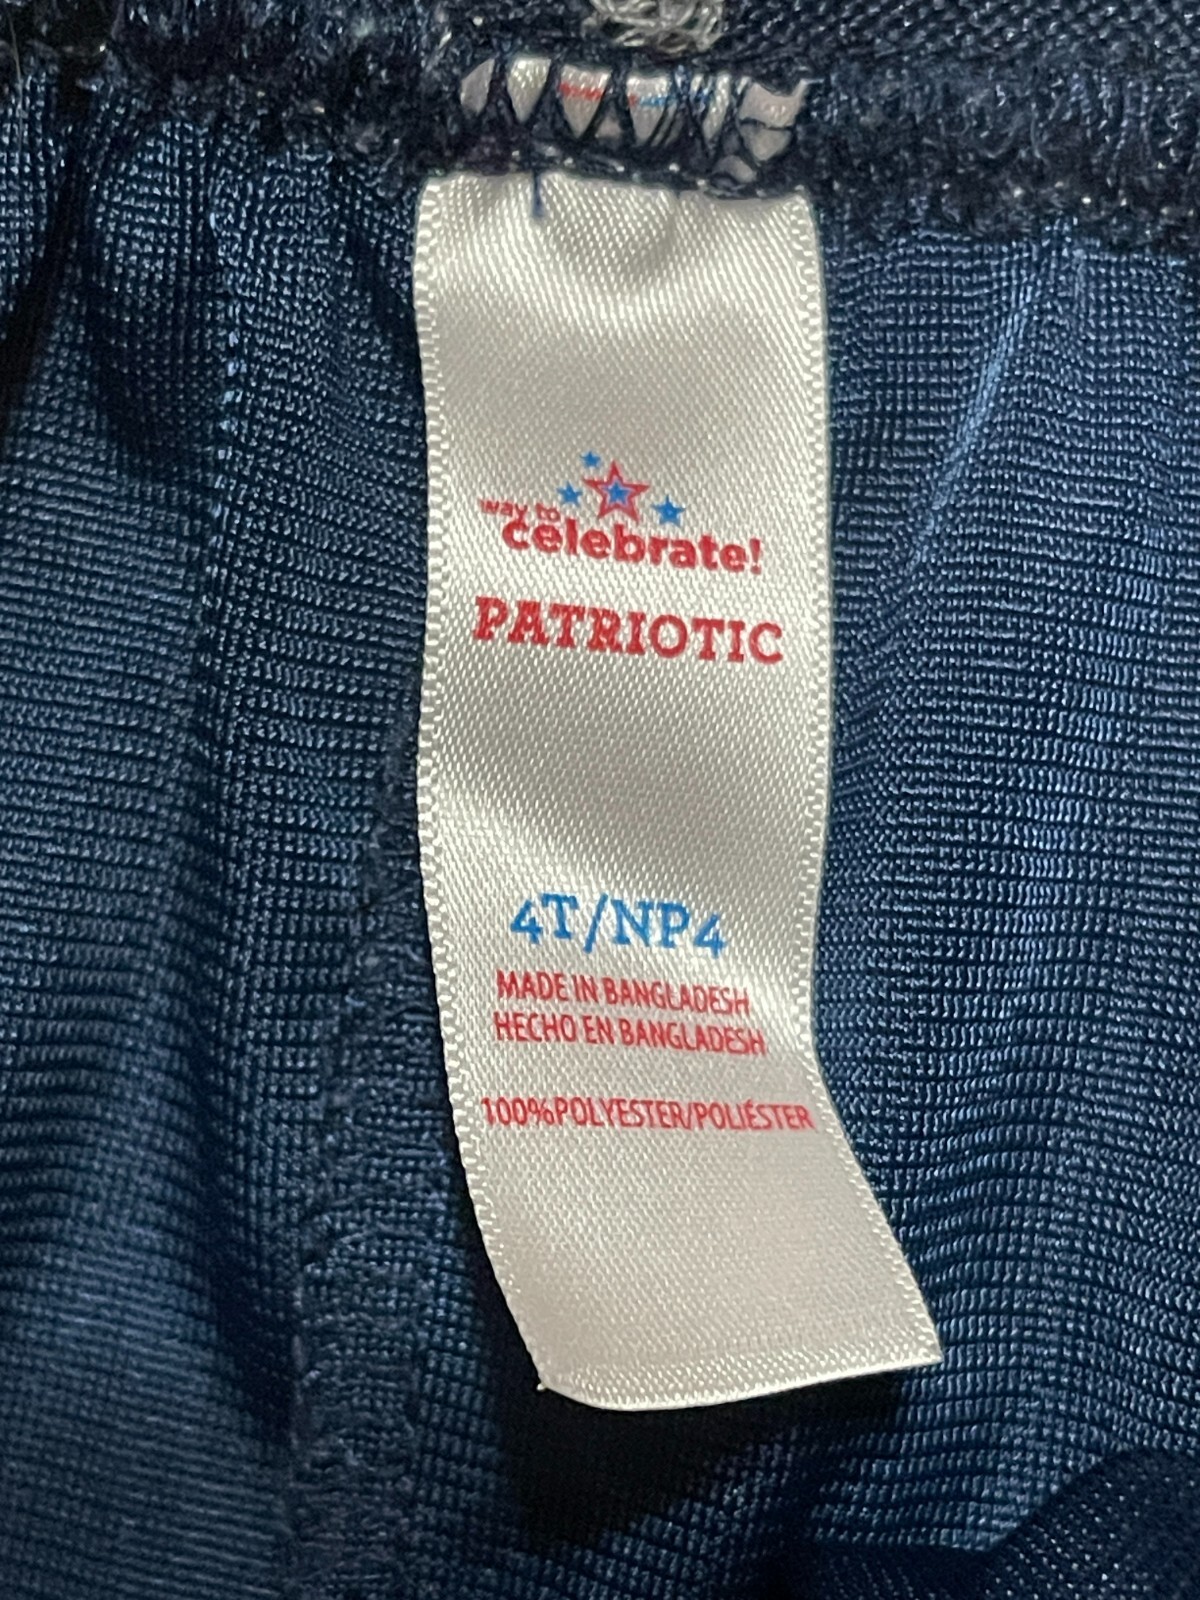 way to
celebrate!
PATRIOTIC
4T/NP4
MADE IN BANGLADESH
HECHO EN BANGLADESH
100%POLYESTER/POLIÉSTER